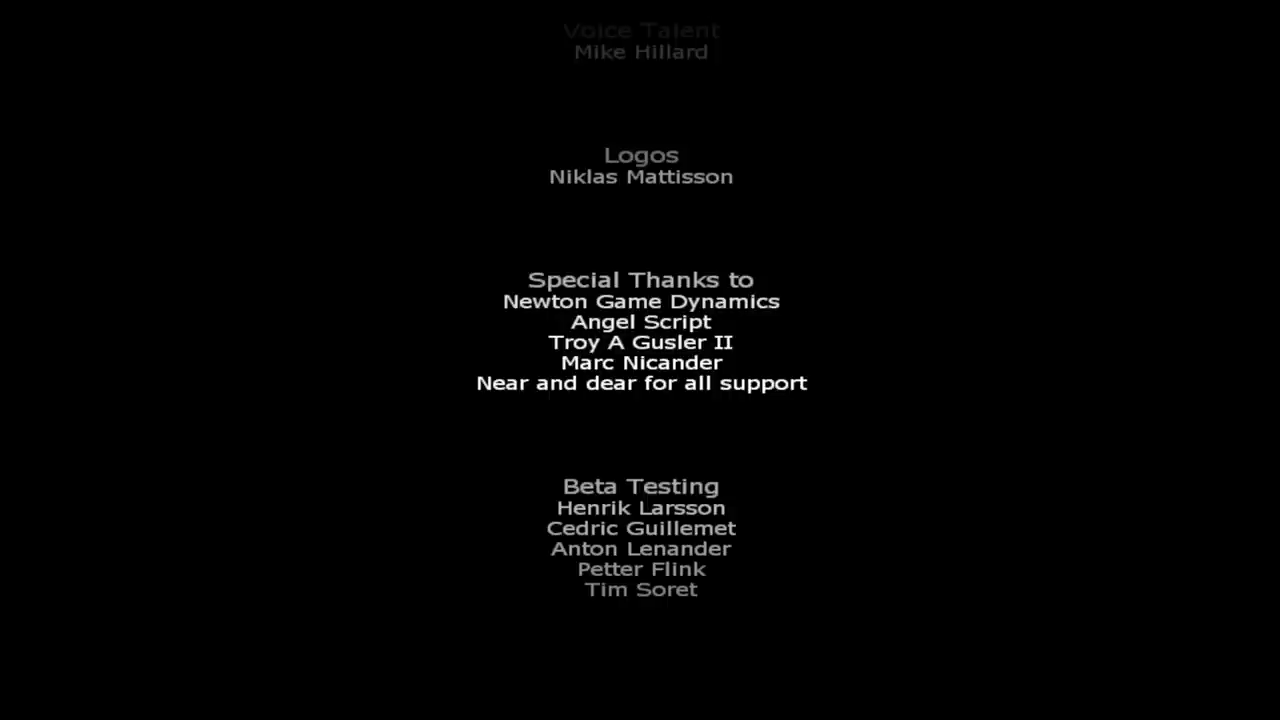 Voice Talent
Mike Hillard
Logos
Niklas Mattisson
Special Thanks to
Newton Game Dynamics
Angel Script
Troy A Gusler II
Marc Nicander
Near and dear for all support
Beta Testing
Henrik Larsson
Cedric Guillemet
Anton Lenander
Petter Flink
Tim Soret